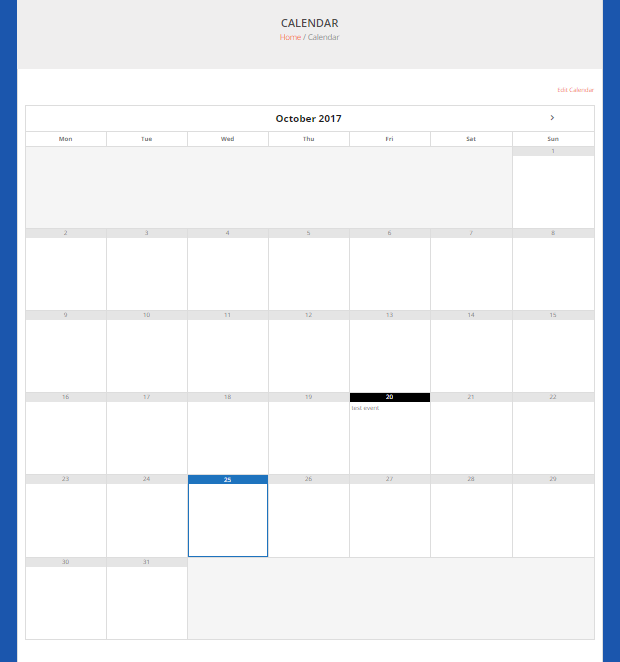 CALENDAR
Home / Calendar
Edit Calendar
October 2017 >
Mon Tue Wed Thu Fri Sat Sun
1
2 3 4 5 6 7 8
9 10 11 12 13 14 15
16 17 18 19 20 21 22
test event
23 24 25 26 27 28 29
30 31